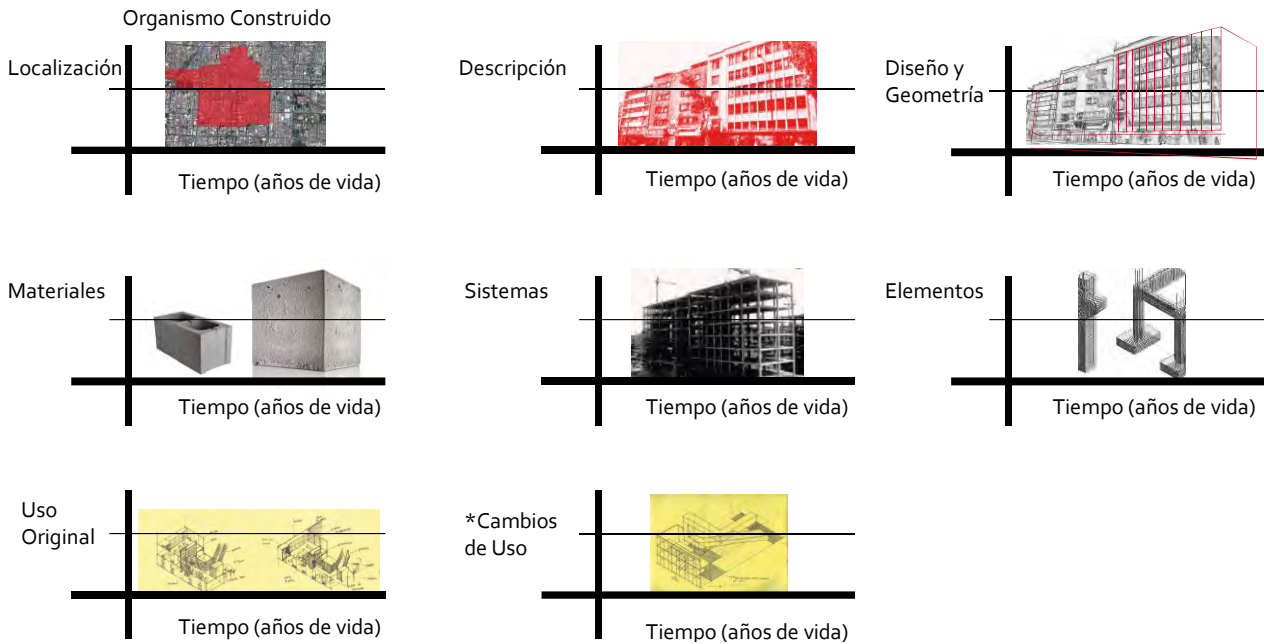 Organismo Construido
Localización
Tiempo (años de vida)
Descripción
Tiempo (años de vida)
Diseño y
Geometría
Tiempo (años de vida)
Materiales
Tiempo (años de vida)
Sistemas
Tiempo (años de vida)
Elementos
Tiempo (años de vida)
Uso
Original
Tiempo (años de vida)
*Cambios
de Uso
Tiempo (años de vida)